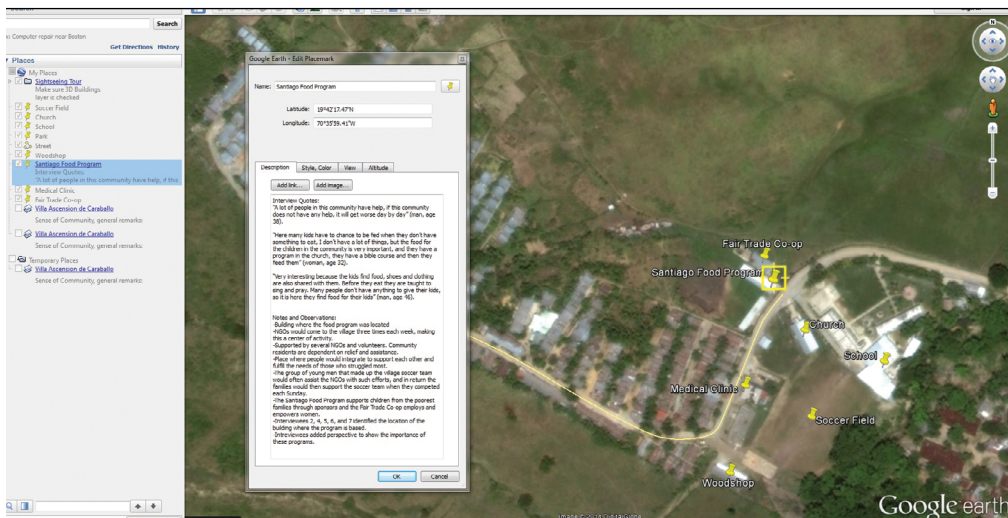 Search
ex: Computer repair near Boston
Get Directions History
Places
My Places
Sightseeing Tour
Make sure 3D Buildings
layer is checked
Soccer Field
Church
School
Park
Street
Woodshop
Santiago Food Program
Interview Quotes:
"A lot of people in this community have help, if this
Medical Clinic
Fair Trade Co-op
Villa Ascension de Caraballo
Sense of Community, general remarks:
Villa Ascension de Caraballo
Sense of Community, general remarks:
Temporary Places
Villa Ascension de Caraballo
Sense of Community, general remarks:
Google Earth - Edit Placemark
Name: Santiago Food Program
Latitude: 19°42'17.47"N
Longitude: 70°35'59.41"W
Description Style, Color View Altitude
Add link... Add image...
Interview Quotes:
"A lot of people in this community have help, if this community
does not have any help, it will get worse day by day" (man, age
38).
"Here many kids have to chance to be fed when they don't have
something to eat, I don't have a lot of things, but the food for
the children in the community is very important, and they have a
program in the church, they have a bible course and then they
feed them" (woman, age 32).
"Very interesting because the kids find food, shoes and clothing
are also shared with them. Before they eat they are taught to
sing and pray. Many people don't have anything to give their kids,
so it is here they find food for their kids" (man, age 46).
Notes and Observations:
-Building where the food program was located
-NGOs would come to the village three times each week, making
this a center of activity.
-Supported by several NGOs and volunteers. Community
residents are dependent on relief and assistance.
-Place where people would integrate to support each other and
fulfill the needs of those who struggled most.
-The group of young men that made up the village soccer team
would often assist the NGOs with such efforts, and in return the
families would then support the soccer team when they competed
each Sunday.
-The Santiago Food Program supports children from the poorest
families through sponsors and the Fair Trade Co-op employs and
empowers women.
-Interviewees 2, 4, 5, 6, and 7 identified the location of the
building where the program is based.
-Intreviewees added perspective to show the importance of
these programs.
OK Cancel
N
Fair Trade Co-op
Santiago Food Program
Church
School
Medical Clinic
Soccer Field
Woodshop
Google earth